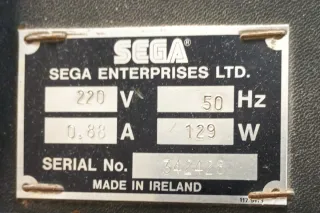 SEGA®
SEGA ENTERPRISES LTD.
220 V 50 Hz
0.88 A 129 W
SERIAL No.
MADE IN IRELAND